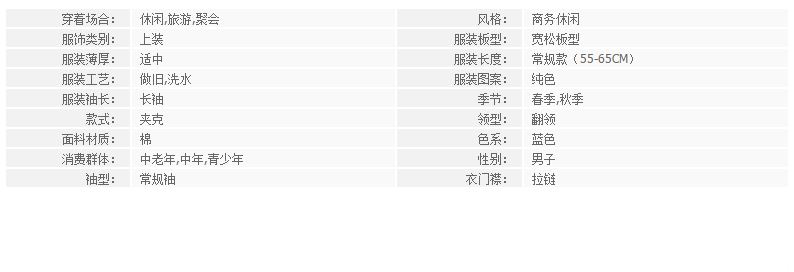 穿着场合： 休闲,旅游,聚会 风格： 商务休闲
服饰类别： 上装 服装板型： 宽松板型
服装薄厚： 适中 服装长度： 常规款（55-65CM）
服装工艺： 做旧,洗水 服装图案： 纯色
服装袖长： 长袖 季节： 春季,秋季
款式： 夹克 领型： 翻领
面料材质： 棉 色系： 蓝色
消费群体： 中老年,中年,青少年 性别： 男子
袖型： 常规袖 衣门襟： 拉链